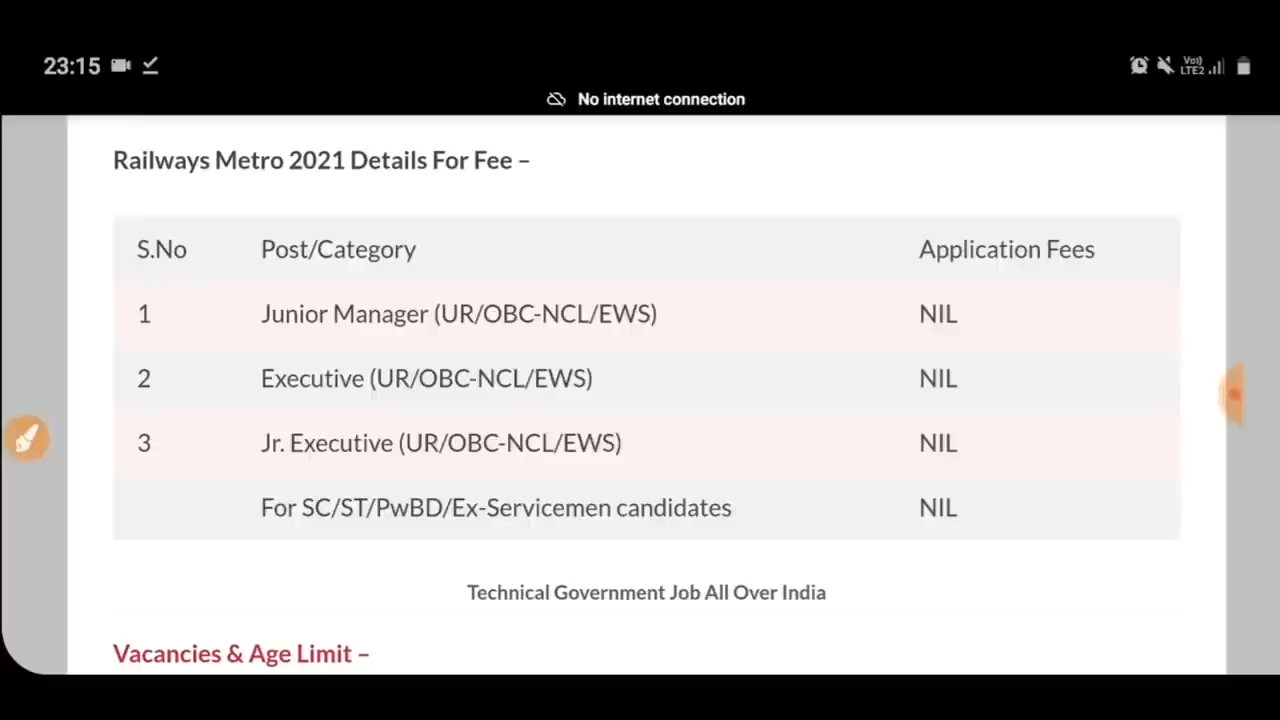 23:15
Vo))
LTE2
No internet connection
Railways Metro 2021 Details For Fee –
S.No Post/Category Application Fees
1 Junior Manager (UR/OBC-NCL/EWS) NIL
2 Executive (UR/OBC-NCL/EWS) NIL
3 Jr. Executive (UR/OBC-NCL/EWS) NIL
For SC/ST/PwBD/Ex-Servicemen candidates NIL
Technical Government Job All Over India
Vacancies & Age Limit –